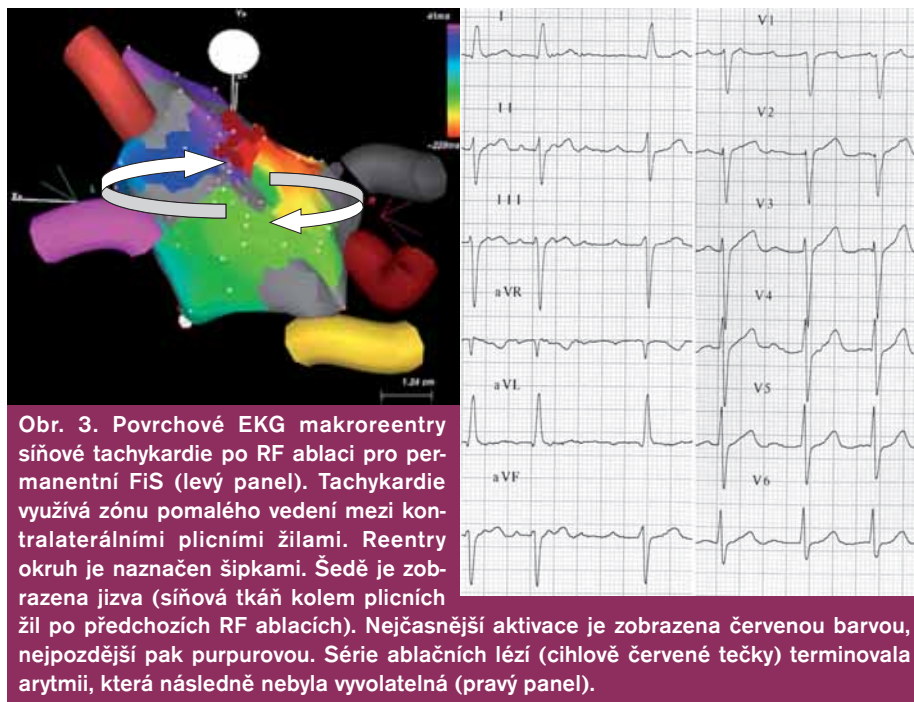 41ms
-229ms
1.24 cm
I
II
III
aVR
aVL
aVF
V1
V2
V3
V4
V5
V6
Obr. 3. Povrchové EKG makroreentry
síňové tachykardie po RF ablaci pro per-
manentní FiS (levý panel). Tachykardie
využívá zónu pomalého vedení mezi kon-
tralaterálními plicními žilami. Reentry
okruh je naznačen šipkami. Šedě je zob-
razena jizva (síňová tkáň kolem plicních
žil po předchozích RF ablacích). Nejčasnější aktivace je zobrazena červenou barvou,
nejpozdější pak purpurovou. Série ablačních lézí (cihlově červené tečky) terminovala
arytmii, která následně nebyla vyvolatelná (pravý panel).